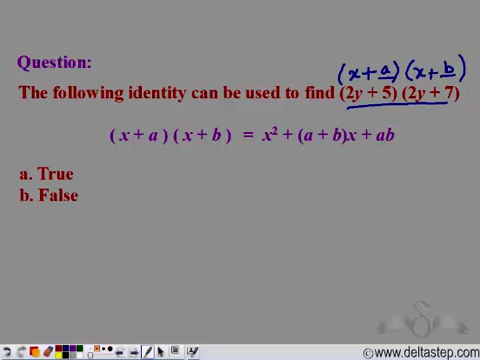 Question:
(x + a) (x + b)
The following identity can be used to find (2y + 5) (2y + 7)
( x + a ) ( x + b ) = x² + (a + b)x + ab
a. True
b. False
© www.deltastep.com